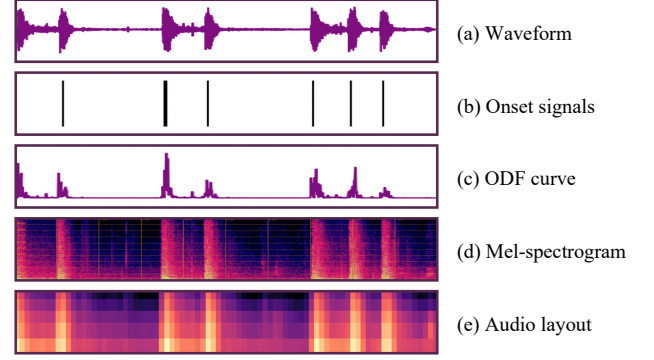 (a) Waveform
(b) Onset signals
(c) ODF curve
(d) Mel-spectrogram
(e) Audio layout